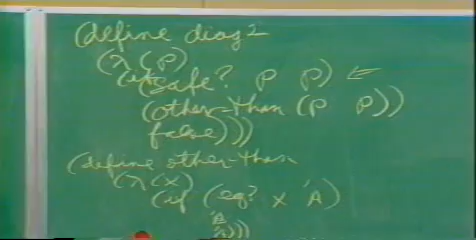 (define diag2
(λ (p)
(if (safe? p p)
(other-than (p p))
false)))
(define other-than
(λ (x)
(if (eq? x 'A)
'B
'A)))